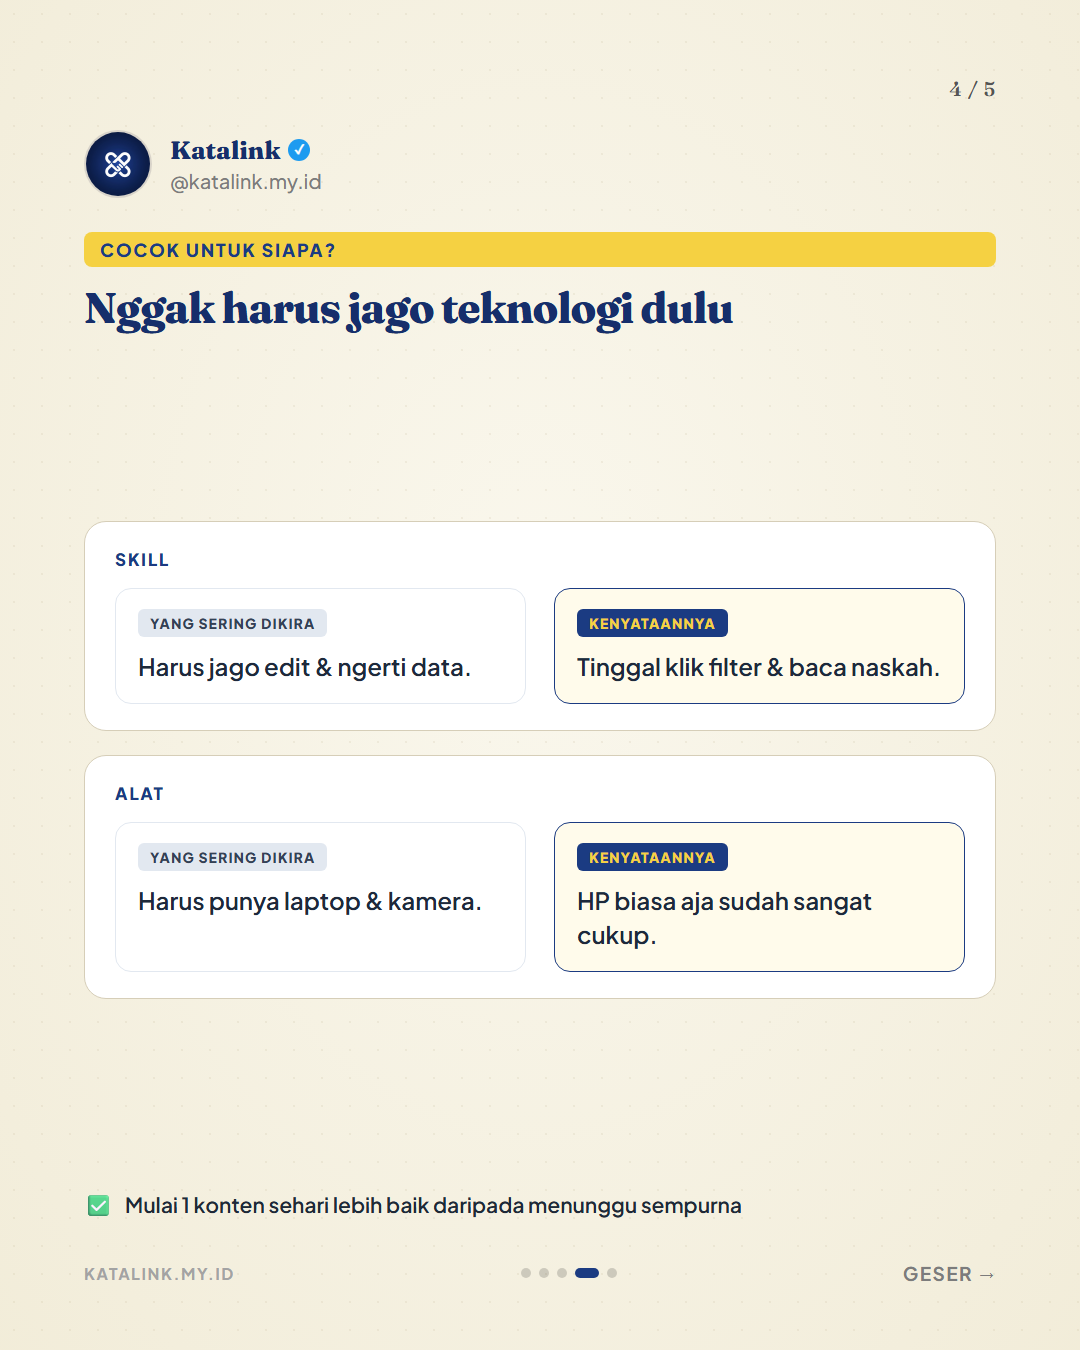 4 / 5
Katalink
@katalink.my.id
COCOK UNTUK SIAPA?
Nggak harus jago teknologi dulu
SKILL
YANG SERING DIKIRA
Harus jago edit & ngerti data.
KENYATAANNYA
Tinggal klik filter & baca naskah.
ALAT
YANG SERING DIKIRA
Harus punya laptop & kamera.
KENYATAANNYA
HP biasa aja sudah sangat
cukup.
✅ Mulai 1 konten sehari lebih baik daripada menunggu sempurna
KATALINK.MY.ID
GESER →